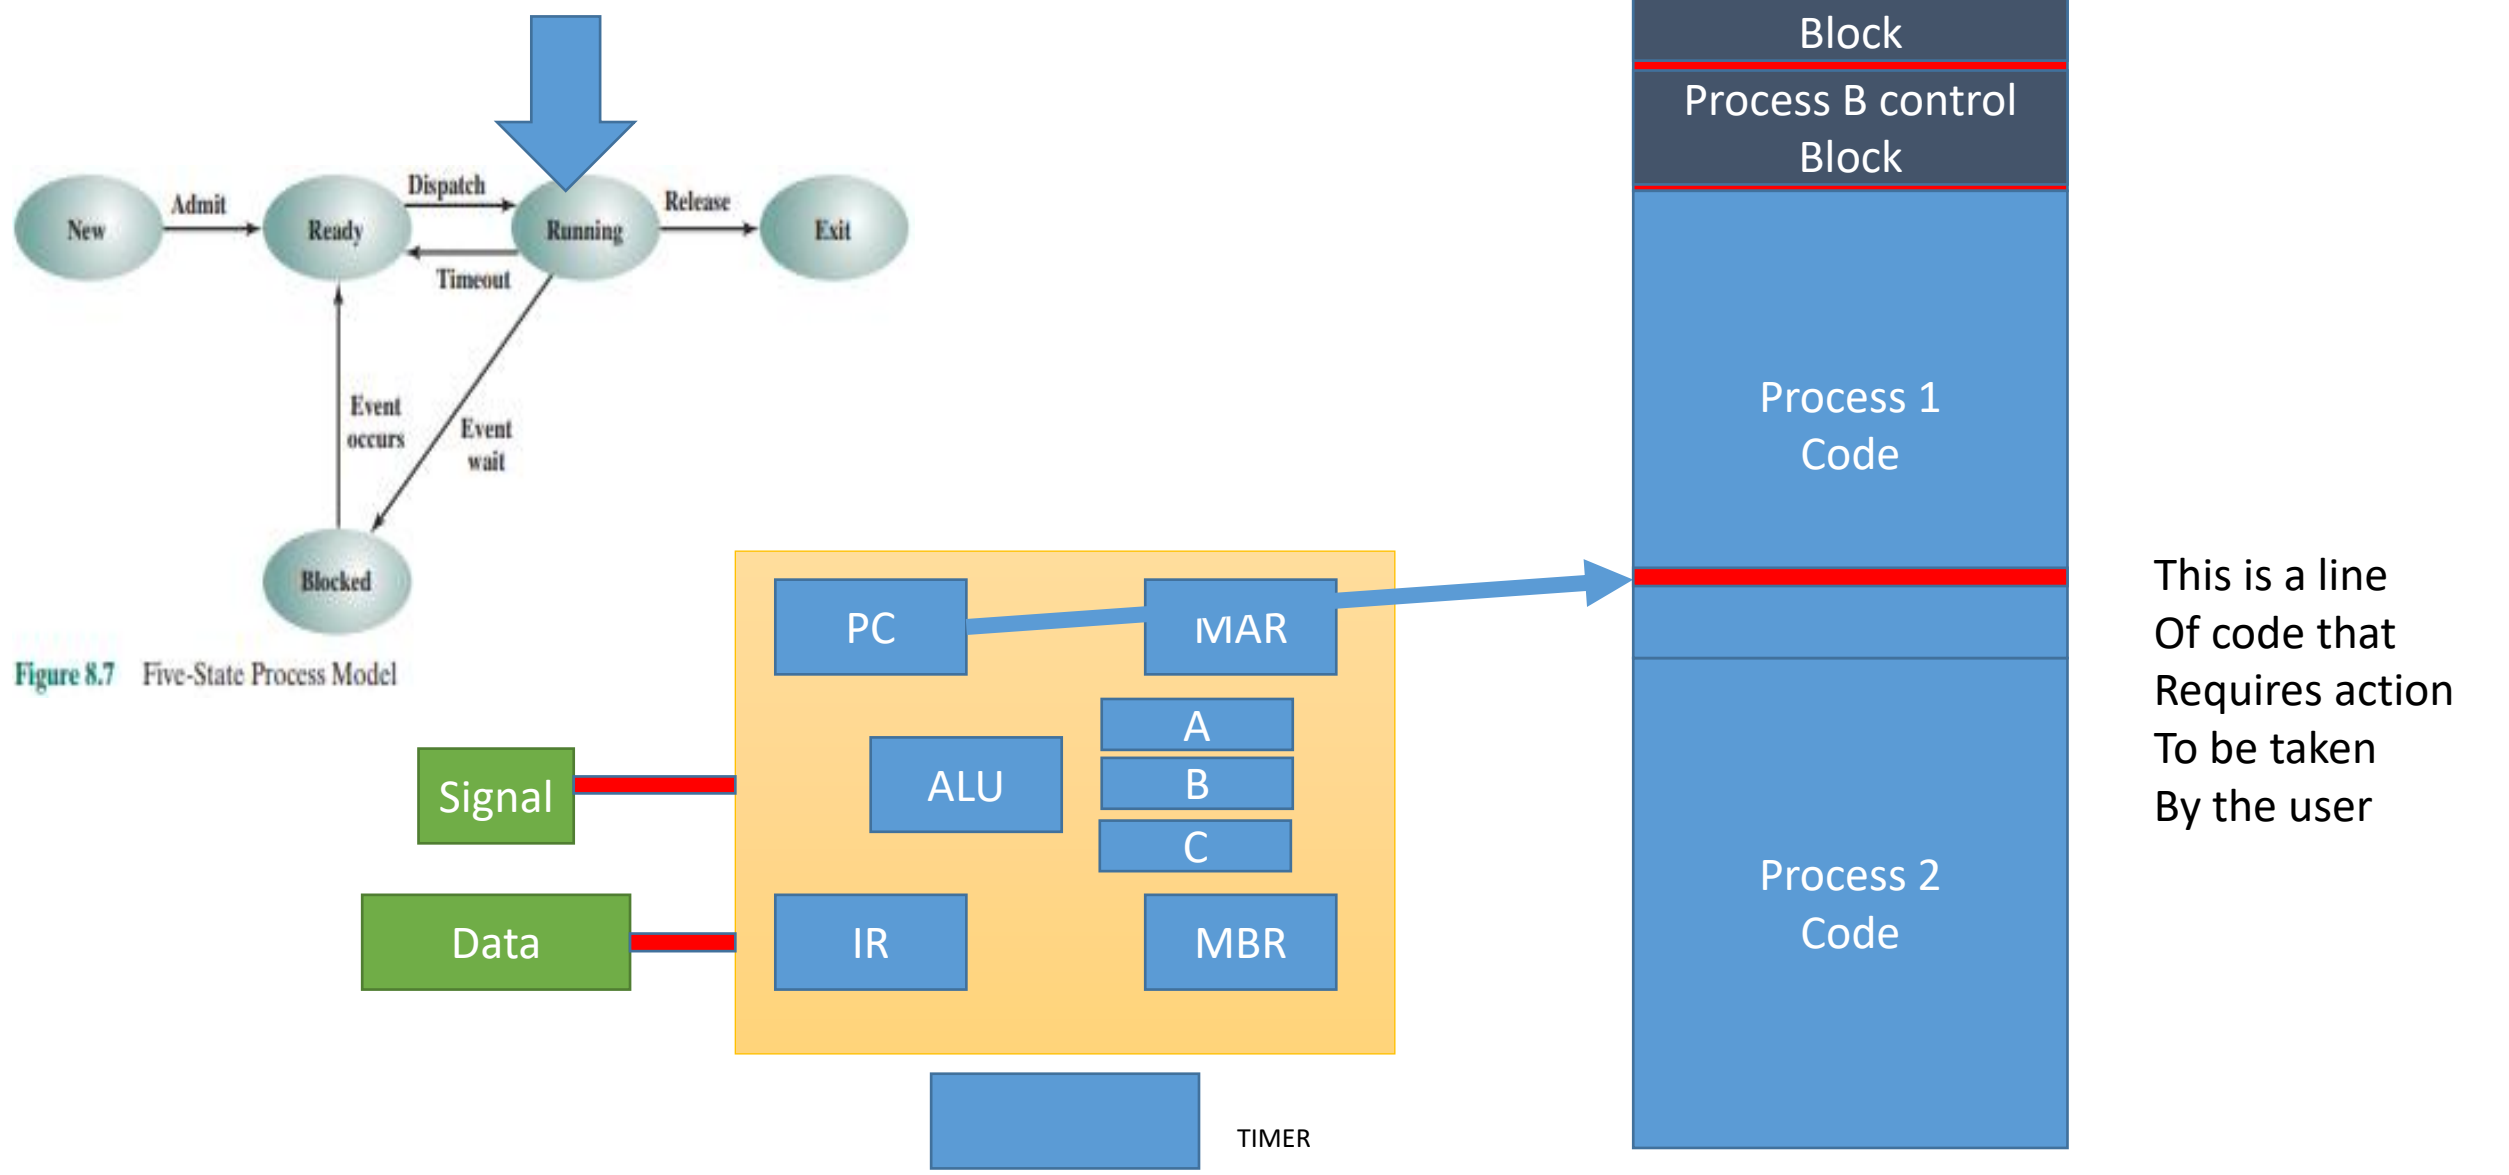 New
Admit
Ready
Dispatch
Timeout
Running
Release
Exit
Event
occurs
Event
wait
Blocked
Figure 8.7 Five-State Process Model
Signal
Data
PC
MAR
ALU
A
B
C
IR
MBR
TIMER
Block
Process B control
Block
Process 1
Code
Process 2
Code
This is a line
Of code that
Requires action
To be taken
By the user